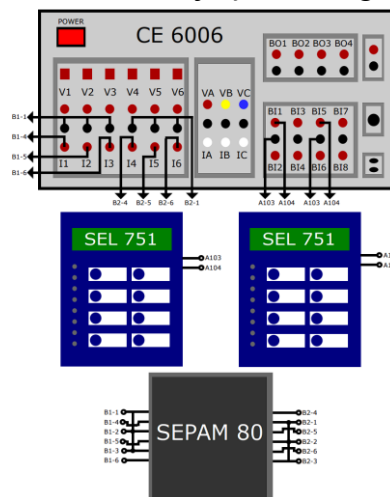 POWER
CE 6006
BO1 BO2 BO3 BO4
V1 V2 V3 V4 V5 V6
VA VB VC
BI1 BI3 BI5 BI7
B1-1
B1-4
I1 I2 I3 I4 I5 I6
IA IB IC
BI2 BI4 BI6 BI8
B1-5
B1-6
B2-4 B2-5 B2-6 B2-1
A103 A104 A103 A104
SEL 751
A103
A104
SEL 751
SEPAM 80
B1-1
B1-4
B1-2
B1-5
B1-3
B1-6
B2-4
B2-1
B2-5
B2-2
B2-6
B2-3